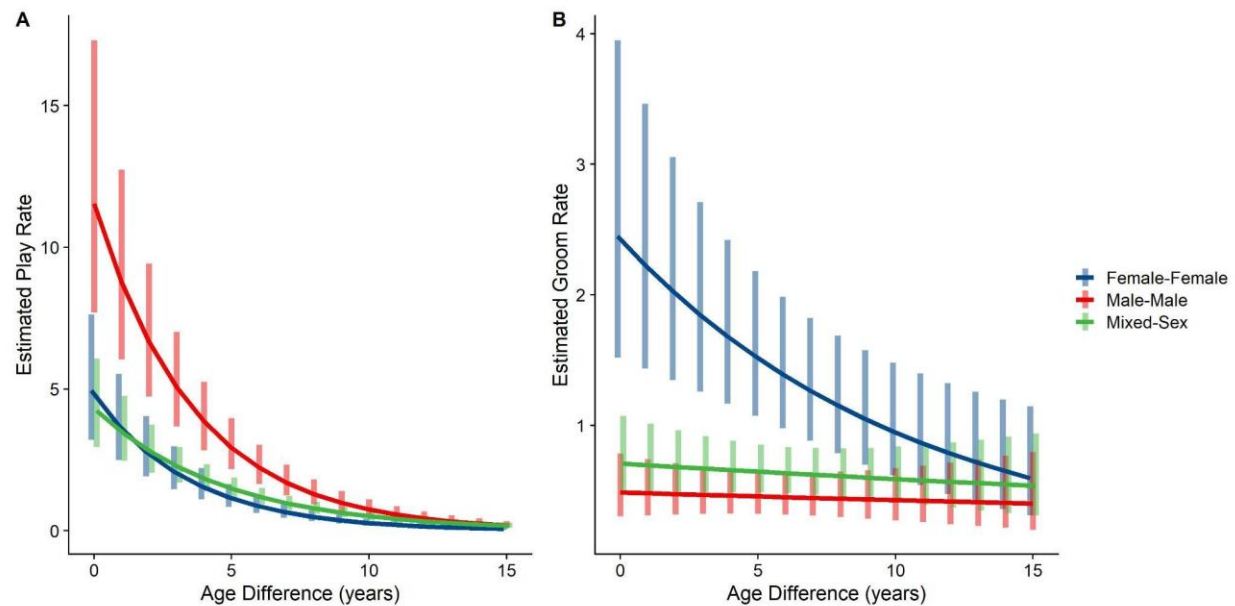 A
Estimated Play Rate
15
10
5
0
0 5 10 15
Age Difference (years)
B
Estimated Groom Rate
4
3
2
1
0 5 10 15
Age Difference (years)
Female-Female
Male-Male
Mixed-Sex